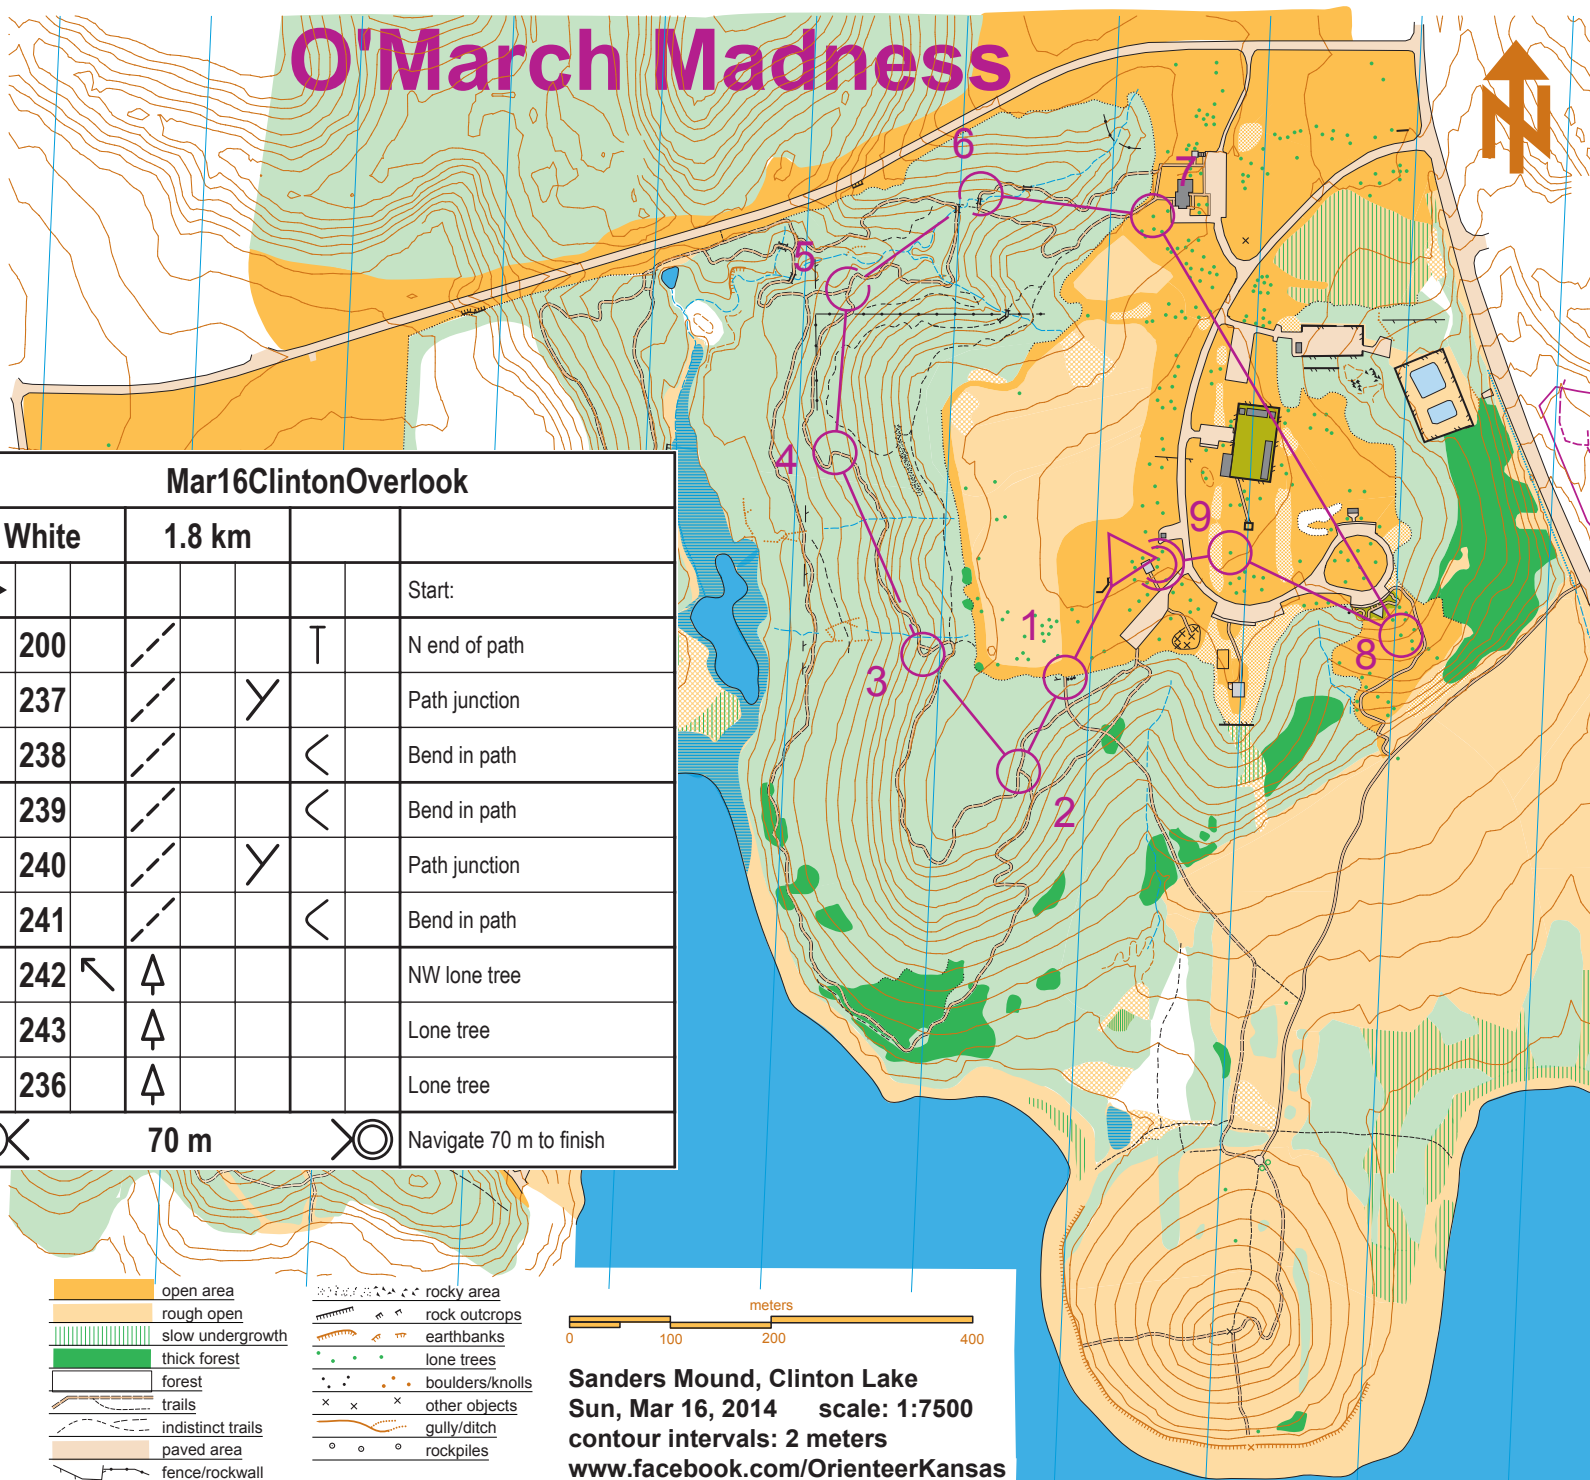 O'March Madness
N
6
7
5
4
9
1
3
8
2
Mar16ClintonOverlook
White 1.8 km
Start:
200 N end of path
237 Path junction
238 Bend in path
239 Bend in path
240 Path junction
241 Bend in path
242 NW lone tree
243 Lone tree
236 Lone tree
70 m Navigate 70 m to finish
open area
rough open
slow undergrowth
thick forest
forest
trails
indistinct trails
paved area
fence/rockwall
rocky area
rock outcrops
earthbanks
lone trees
boulders/knolls
other objects
gully/ditch
rockpiles
meters
0 100 200 400
Sanders Mound, Clinton Lake
Sun, Mar 16, 2014 scale: 1:7500
contour intervals: 2 meters
www.facebook.com/OrienteerKansas